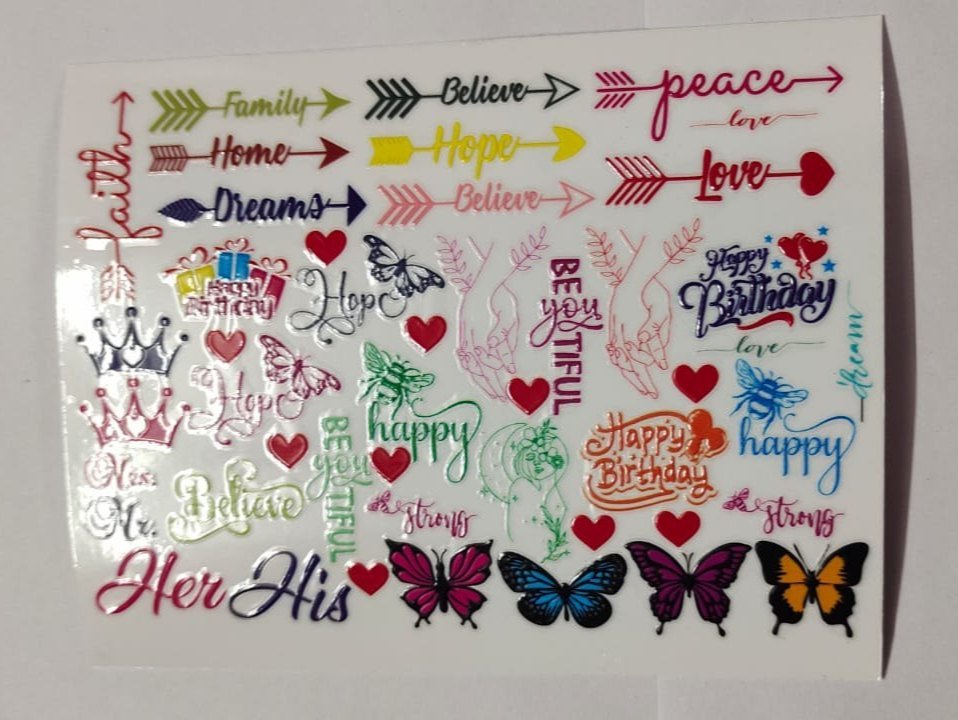 faith
Family
Believe
peace
love
Home
Hope
Love
Dreams
Believe
Happy
Birthday
Hope
BE
you
TIFUL
Happy
Birthday
love
dream
Hope
happy
happy
BE
you
TIFUL
Happy
Birthday
Mrs.
Mr.
Believe
strong
strong
Her
His